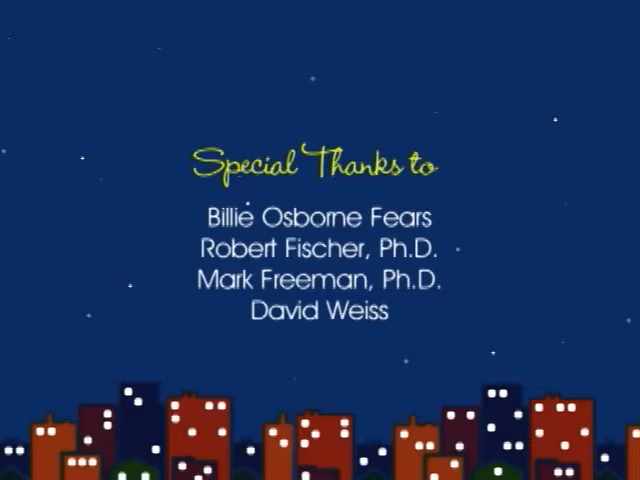 Special Thanks to
Billie Osborne Fears
Robert Fischer, Ph.D.
Mark Freeman, Ph.D.
David Weiss